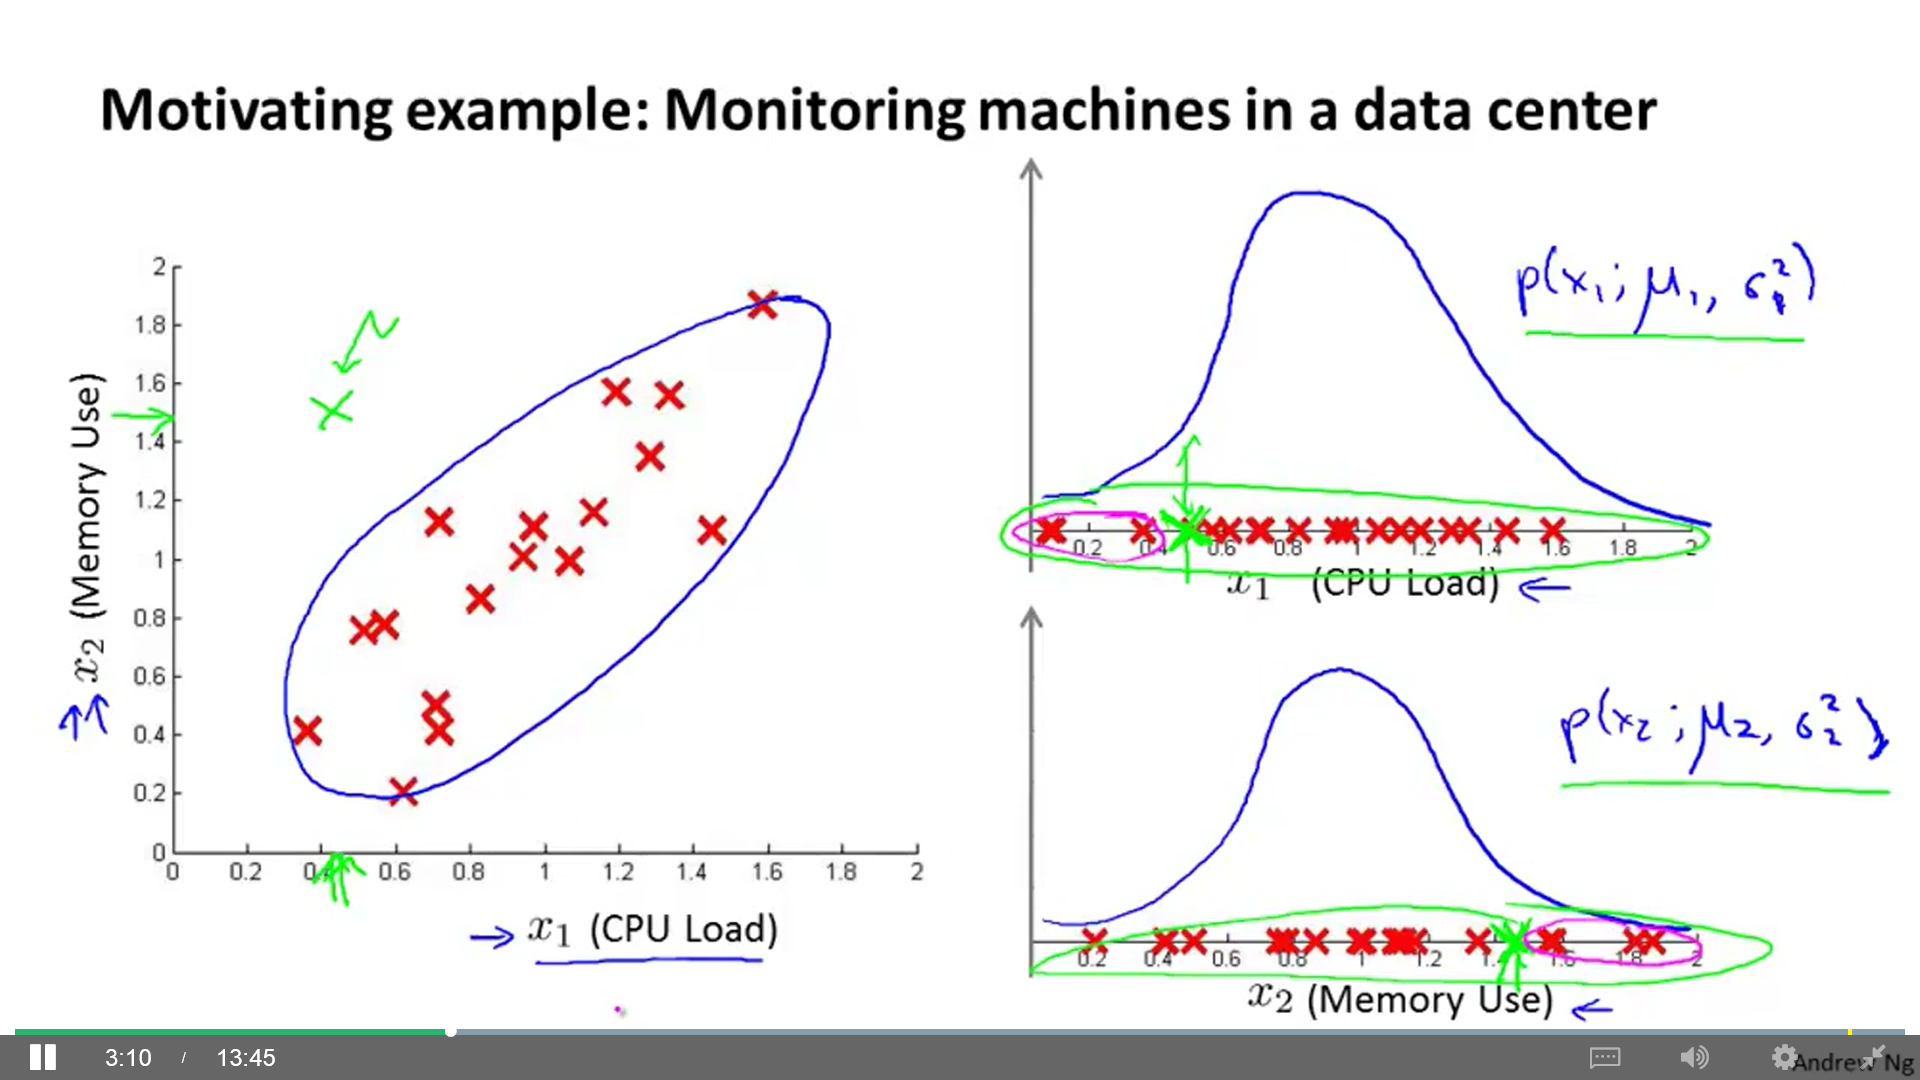 Motivating example: Monitoring machines in a data center
2
1.8
1.6
1.4
1.2
1
0.8
0.6
0.4
0.2
0
x2 (Memory Use)
0 0.2 0.6 0.8 1 1.2 1.4 1.6 1.8 2
x1 (CPU Load)
p(x₁; μ₁, σ₁²)
0.2 0.6 0.8 1 1.2 1.4 1.6 1.8 2
x1 (CPU Load)
p(x₂; μ₂, σ₂²)
0.2 0.4 0.6 0.8 1 1.2 1.6 1.8 2
x2 (Memory Use)
3:10 / 13:45
Andrew Ng